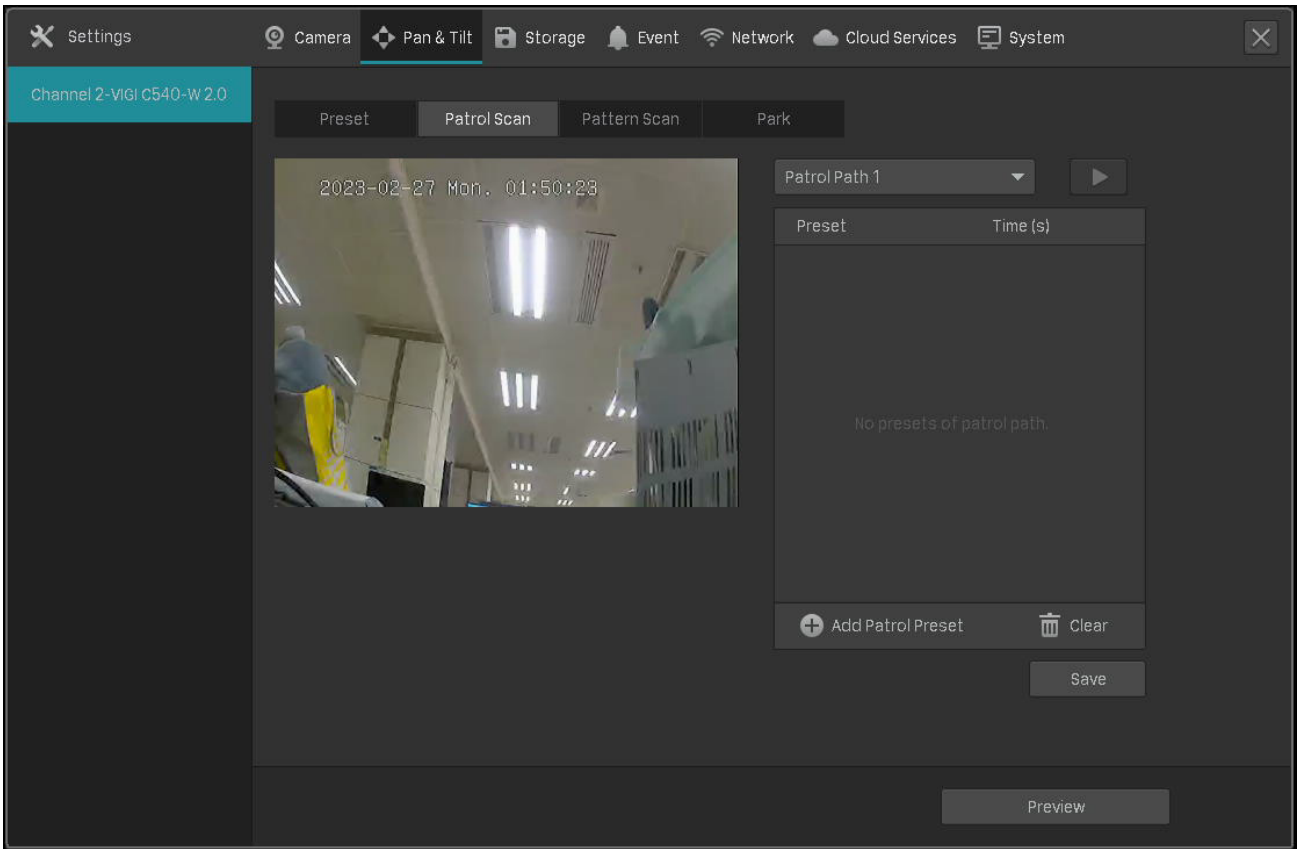 Settings
Camera Pan & Tilt Storage Event Network Cloud Services System
Channel 2-VIGI C540-W 2.0
Preset Patrol Scan Pattern Scan Park
2023-02-27 Mon. 01:50:23
Patrol Path 1
Preset Time (s)
No presets of patrol path.
Add Patrol Preset Clear
Save
Preview